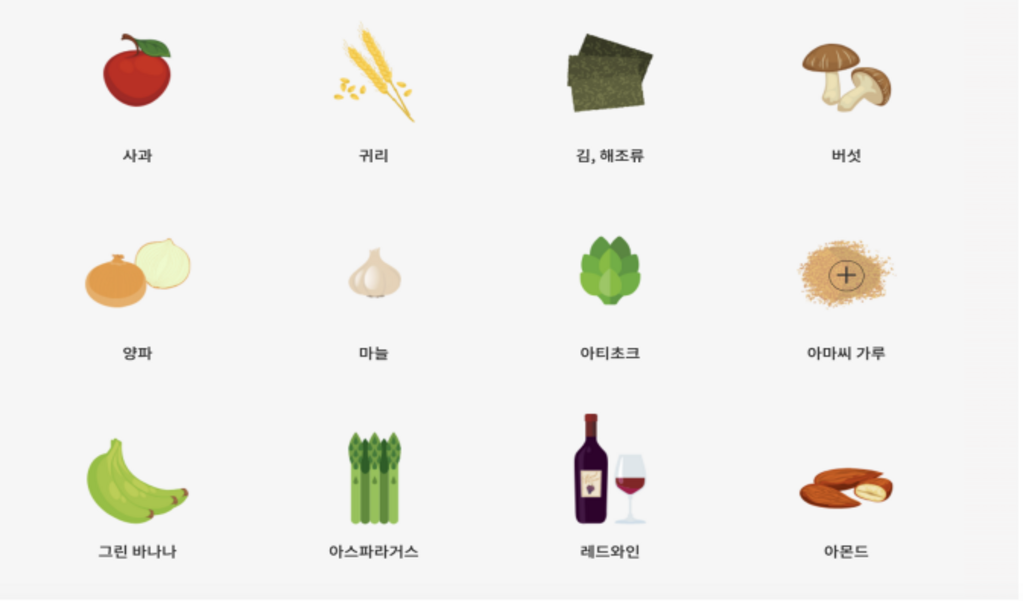 사과
귀리
김, 해조류
버섯
양파
마늘
아티초크
아마씨 가루
그린 바나나
아스파라거스
레드와인
아몬드